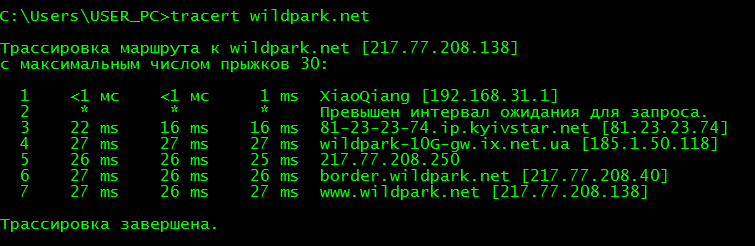 C:\Users\USER_PC>tracert wildpark.net
Трассировка маршрута к wildpark.net [217.77.208.138]
с максимальным числом прыжков 30:
1 <1 мс <1 мс 1 ms XiaoQiang [192.168.31.1]
2 * * * Превышен интервал ожидания для запроса.
3 22 ms 16 ms 16 ms 81-23-23-74.ip.kyivstar.net [81.23.23.74]
4 27 ms 27 ms 27 ms wildpark-10G-gw.ix.net.ua [185.1.50.118]
5 26 ms 26 ms 25 ms 217.77.208.250
6 27 ms 26 ms 26 ms border.wildpark.net [217.77.208.40]
7 27 ms 26 ms 27 ms www.wildpark.net [217.77.208.138]
Трассировка завершена.